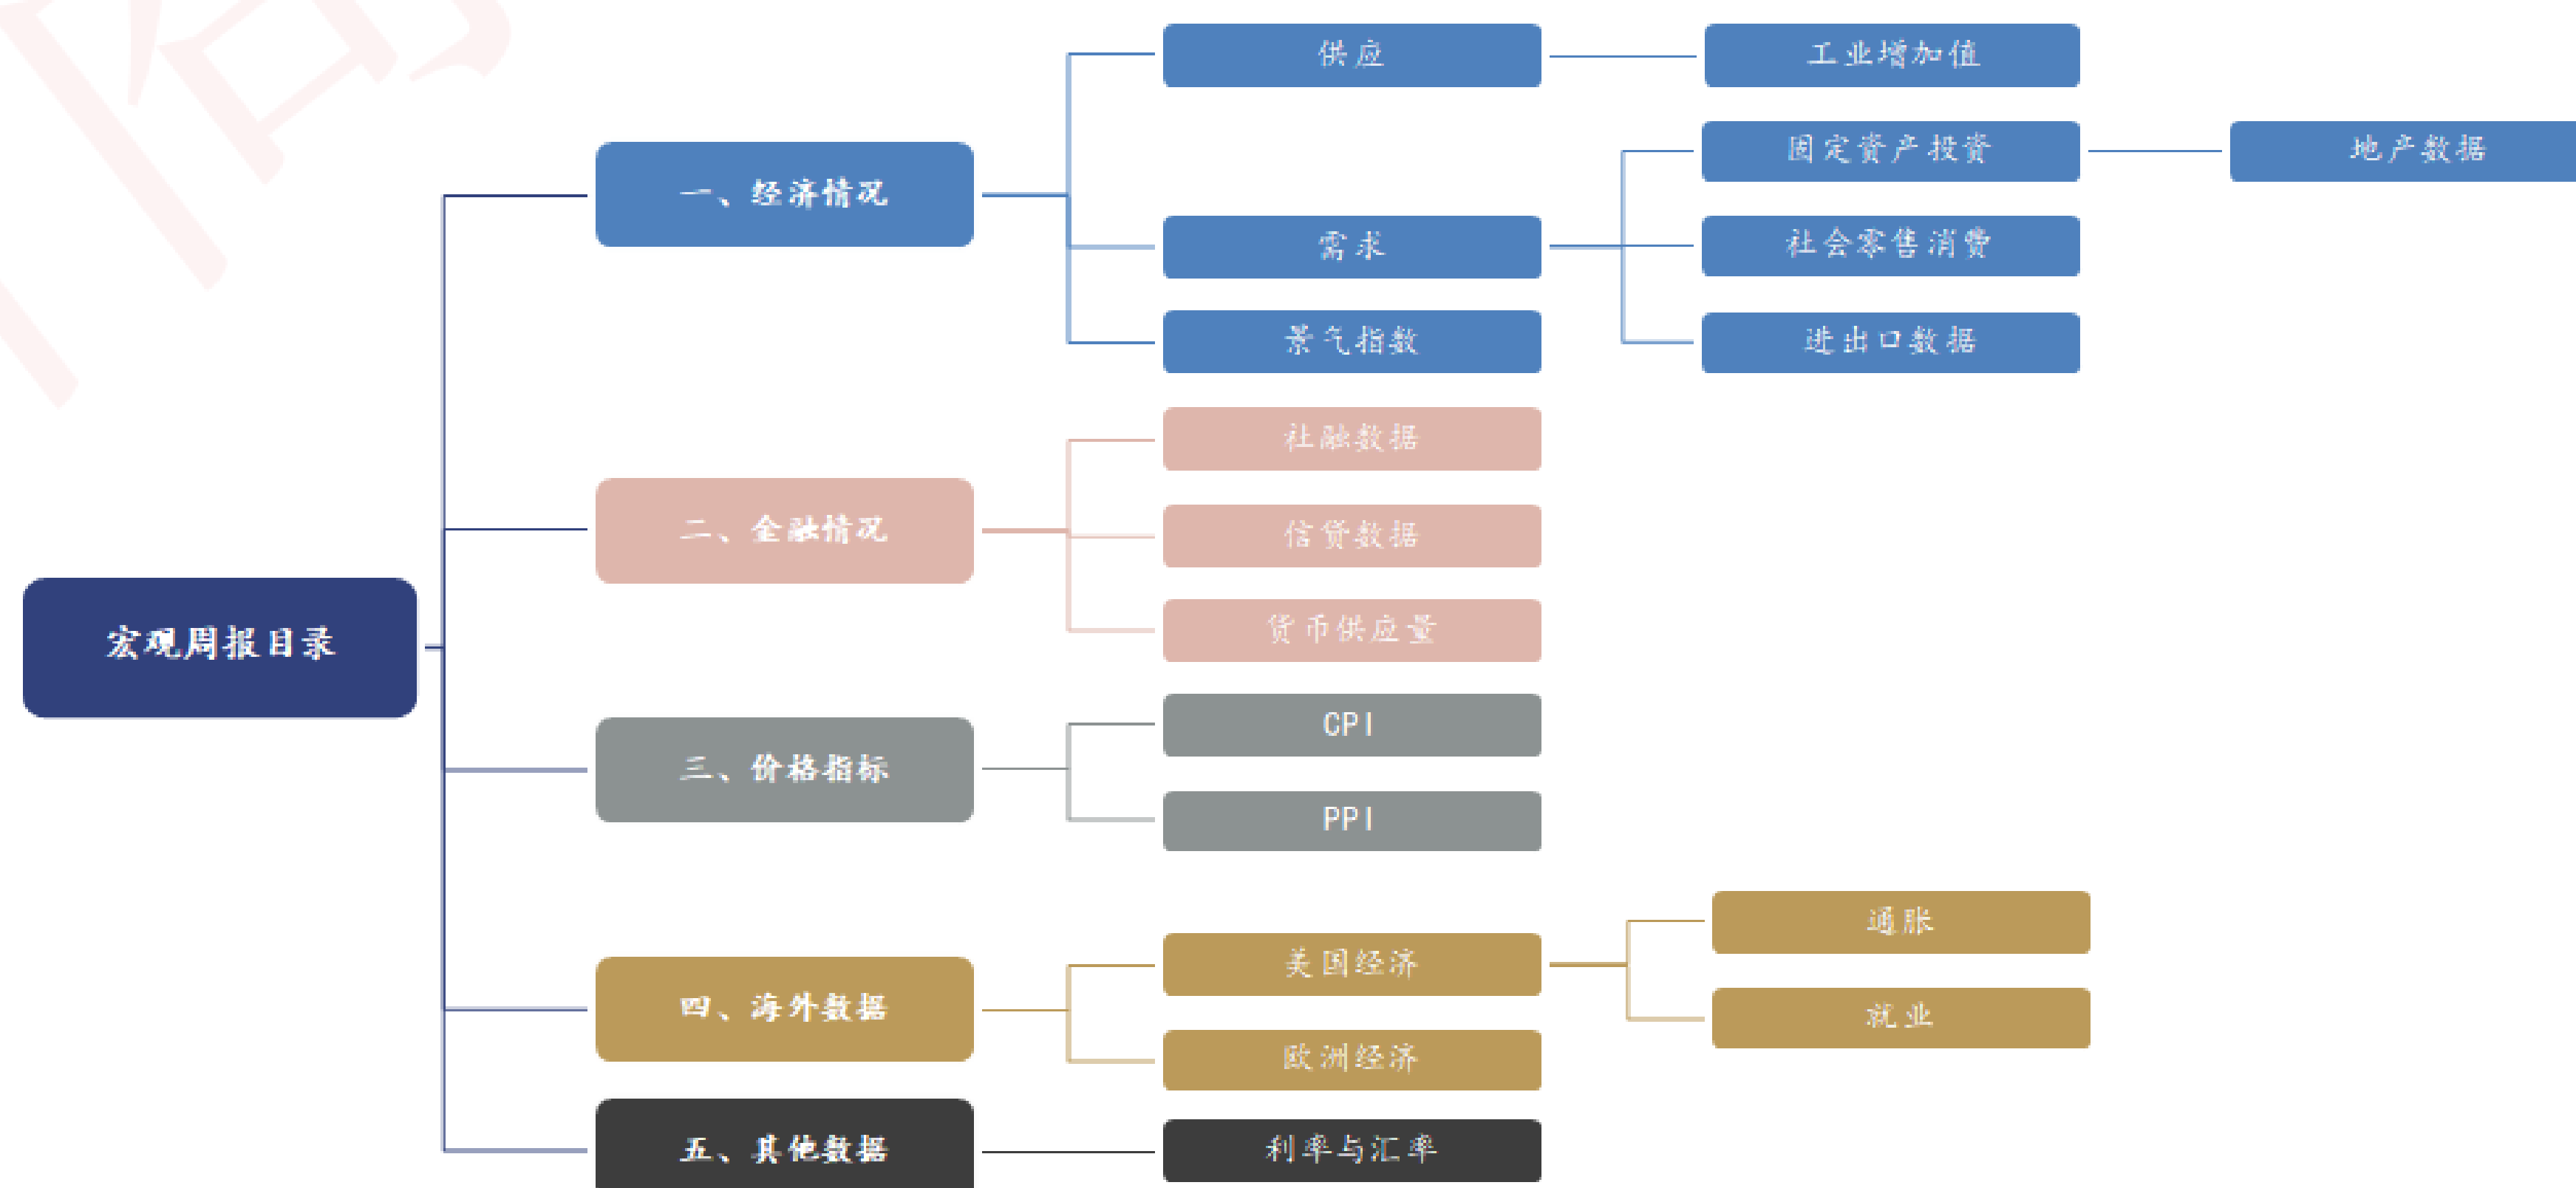 宏观周报目录
一、经济情况
供应
工业增加值
需求
固定资产投资
地产数据
社会零售消费
进出口数据
景气指数
二、金融情况
社融数据
信贷数据
货币供应量
三、价格指标
CPI
PPI
四、海外数据
美国经济
通胀
就业
欧洲经济
五、其他数据
利率与汇率